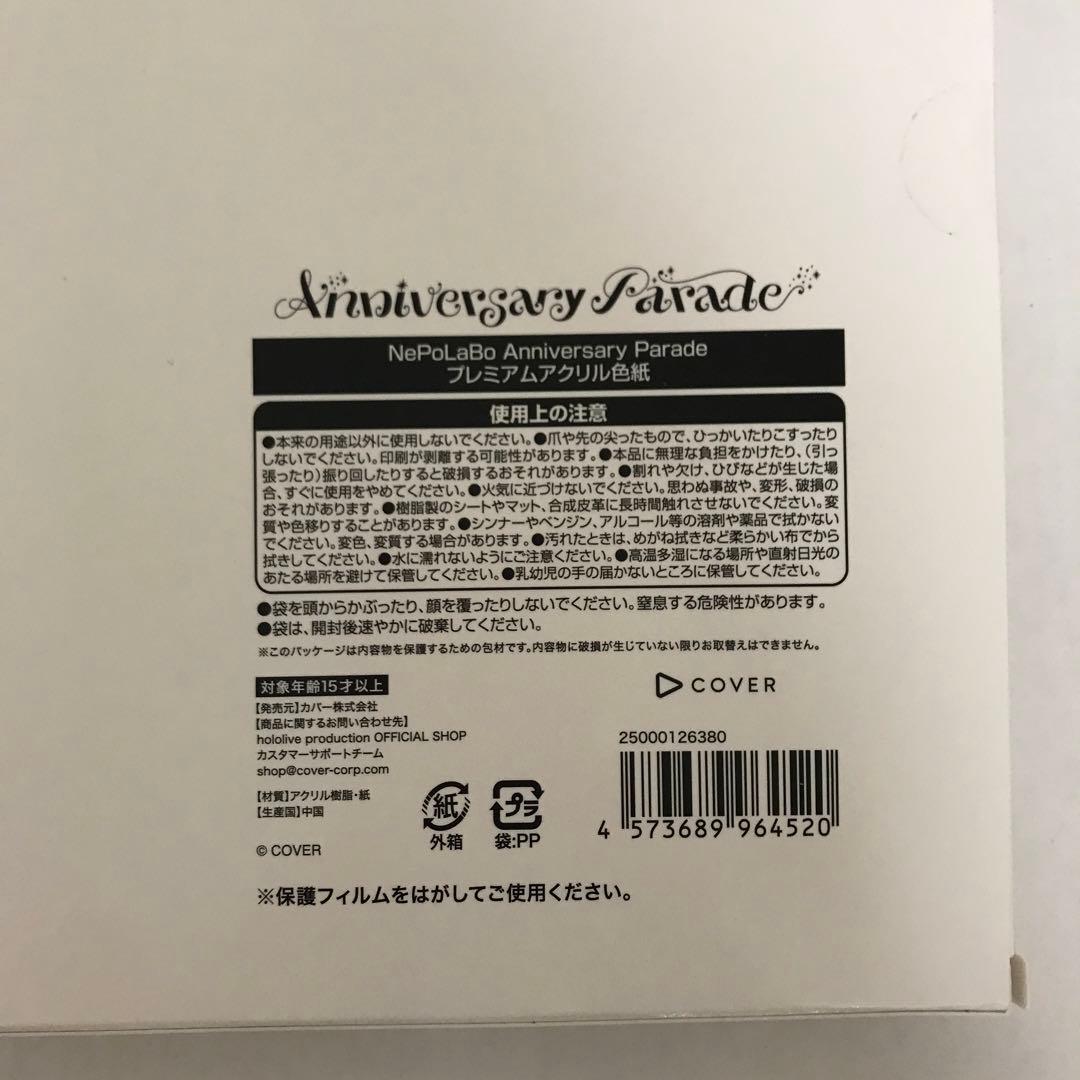 Anniversary Parade
NePoLaBo Anniversary Parade
プレミアムアクリル色紙
使用上の注意
●本来の用途以外に使用しないでください。●爪や先の尖ったもので、ひっかいたりこすったり
しないでください。印刷が剥離する可能性があります。●本品に無理な負担をかけたり、(引っ
張ったり)振り回したりすると破損するおそれがあります。●割れや欠け、ひびなどが生じた場
合、すぐに使用をやめてください。●火気に近づけないでください。思わぬ事故や、変形、破損の
おそれがあります。●樹脂製のシートやマット、合成皮革に長時間触れさせないでください。変
質や色移りすることがあります。●シンナーやベンジン、アルコール等の溶剤や薬品で拭かない
でください。変色、変質する場合があります。●汚れたときは、めがね拭きなど柔らかい布でから
拭きしてください。●水に濡れないようにご注意ください。●高温多湿になる場所や直射日光の
あたる場所を避けて保管してください。●乳幼児の手の届かないところに保管してください。
●袋を頭からかぶったり、顔を覆ったりしないでください。窒息する危険性があります。
●袋は、開封後速やかに破棄してください。
※このパッケージは内容物を保護するための包材です。内容物に破損が生じていない限りお取替えはできません。
対象年齢15才以上
【発売元】カバー株式会社
【商品に関するお問い合わせ先】
hololive production OFFICIAL SHOP
カスタマーサポートチーム
shop@cover-corp.com
【材質】アクリル樹脂・紙
【生産国】中国
© COVER
紙
外箱
プラ
袋:PP
COVER
25000126380
4 573689 964520
※保護フィルムをはがしてご使用ください。